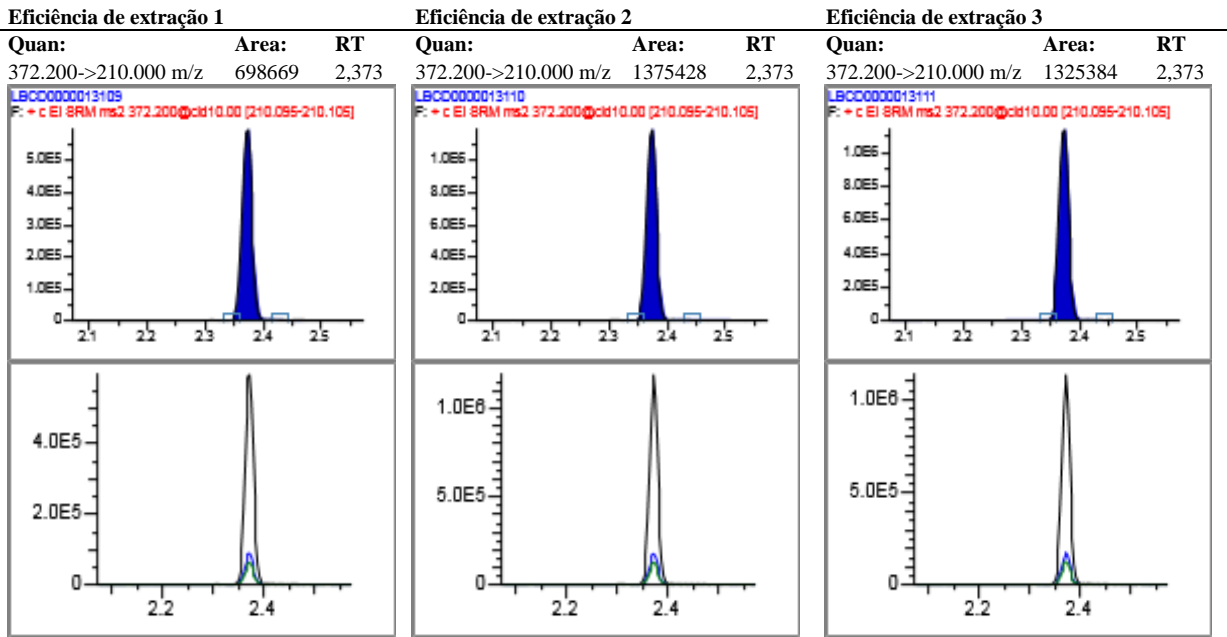 Eficiência de extração 1
Quan: Area: RT
372.200->210.000 m/z 698669 2,373
LBCD0000013109
F: + c EI SRM ms2 372.200@cid10.00 [210.095-210.105]
5.0E5
4.0E5
3.0E5
2.0E5
1.0E5
0
2.1 2.2 2.3 2.4 2.5
4.0E5
2.0E5
0
2.2 2.4
Eficiência de extração 2
Quan: Area: RT
372.200->210.000 m/z 1375428 2,373
LBCD0000013110
F: + c EI SRM ms2 372.200@cid10.00 [210.095-210.105]
1.0E6
8.0E5
6.0E5
4.0E5
2.0E5
0
2.1 2.2 2.3 2.4 2.5
1.0E6
5.0E5
0
2.2 2.4
Eficiência de extração 3
Quan: Area: RT
372.200->210.000 m/z 1325384 2,373
LBCD0000013111
F: + c EI SRM ms2 372.200@cid10.00 [210.095-210.105]
1.0E6
8.0E5
6.0E5
4.0E5
2.0E5
0
2.1 2.2 2.3 2.4 2.5
1.0E6
5.0E5
0
2.2 2.4